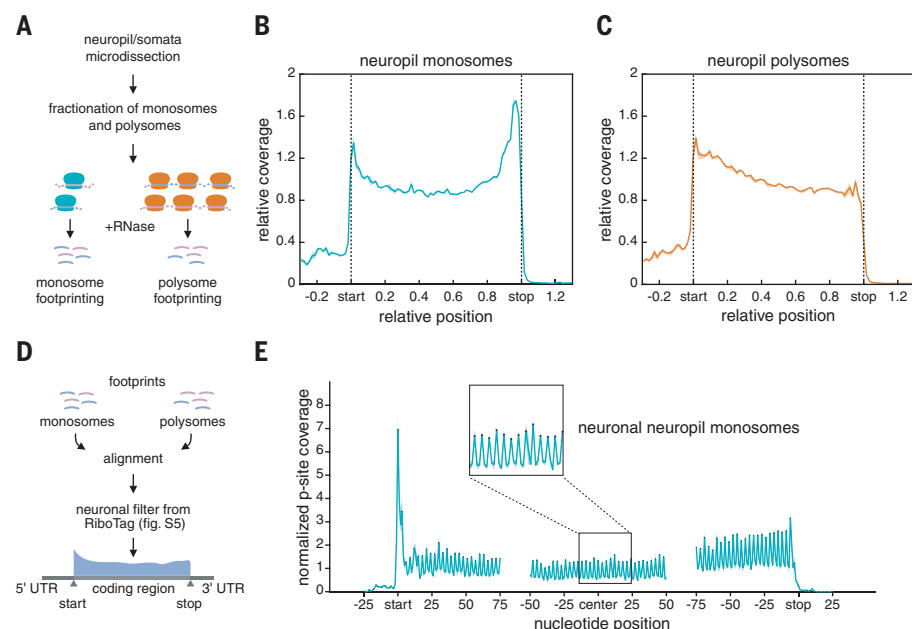 A
neuropil/somata
microdissection
fractionation of monosomes
and polysomes
+RNase
monosome
footprinting
polysome
footprinting
B
neuropil monosomes
2
1.6
1.2
0.8
0.4
relative coverage
-0.2 start 0.2 0.4 0.6 0.8 stop 1.2
relative position
C
neuropil polysomes
2
1.6
1.2
0.8
0.4
relative coverage
-0.2 start 0.2 0.4 0.6 0.8 stop 1.2
relative position
D
footprints
monosomes polysomes
alignment
neuronal filter from
RiboTag (fig. S5)
5' UTR coding region 3' UTR
start stop
E
neuronal neuropil monosomes
8
7
6
5
4
3
2
1
0
normalized p-site coverage
-25 start 25 50 75 -50 -25 center 25 50 -75 -50 -25 stop 25
nucleotide position